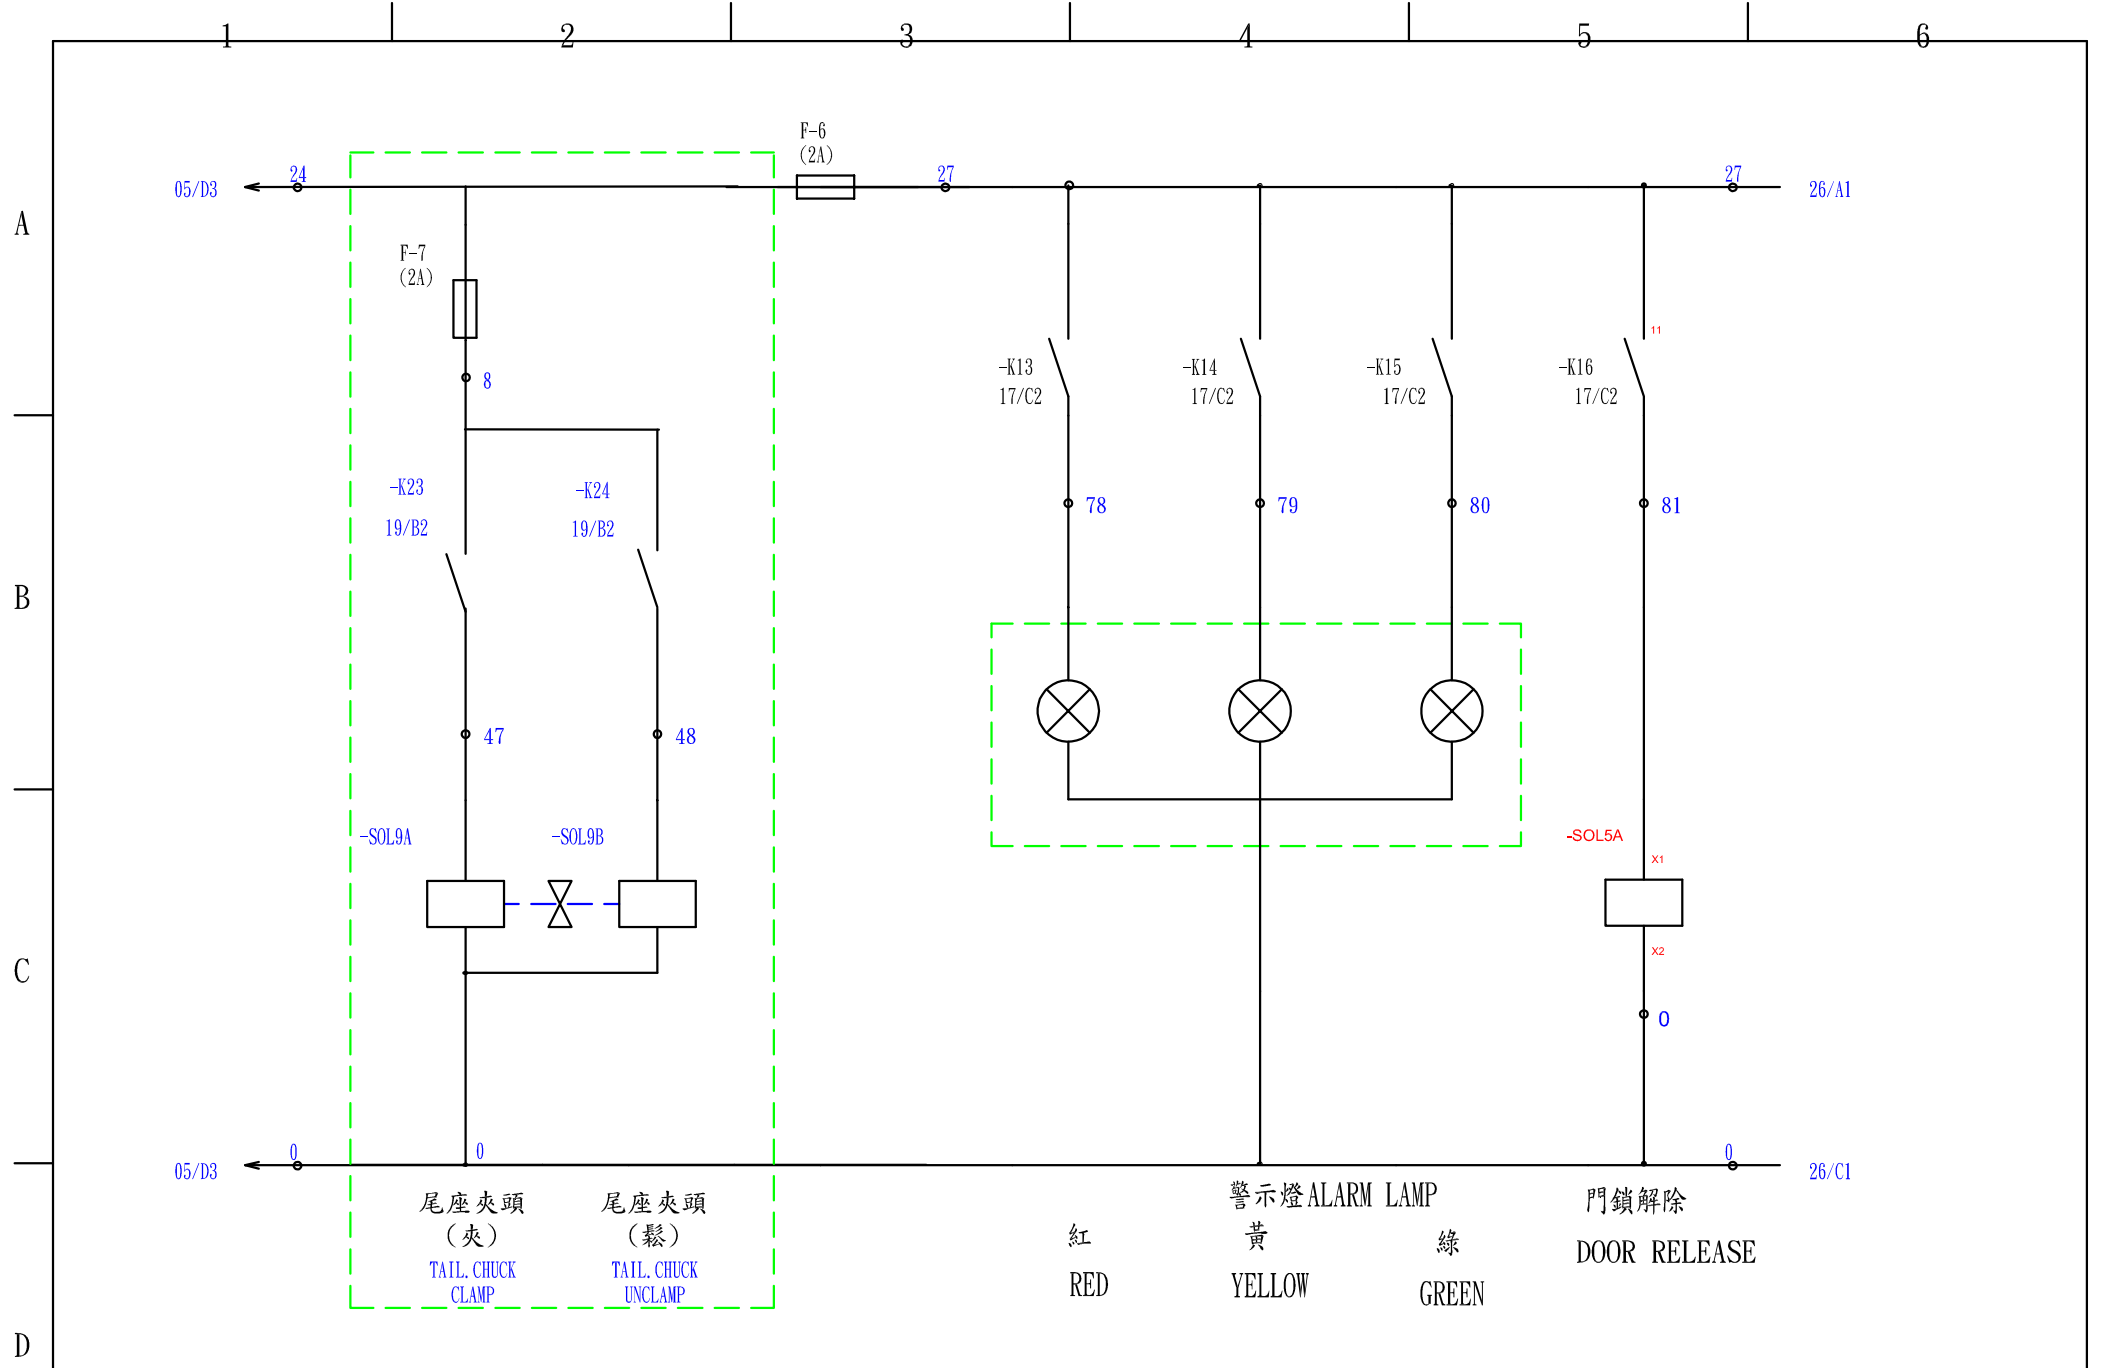 1 2 3 4 5 6
F-6
(2A)
24 27 27
05/D3 26/A1
A
F-7
(2A)
11
8
-K13 -K14 -K15 -K16
17/C2 17/C2 17/C2 17/C2
-K23 -K24
19/B2 19/B2
78 79 80 81
B
47 48
-SOL9A -SOL9B -SOL5A
X1
X2
C
0
0 0 0
05/D3 26/C1
尾座夾頭 尾座夾頭 警示燈ALARM LAMP 門鎖解除
(夾) (鬆) 紅 黃 綠
DOOR RELEASE
TAIL.CHUCK TAIL.CHUCK RED YELLOW GREEN
CLAMP UNCLAMP
D